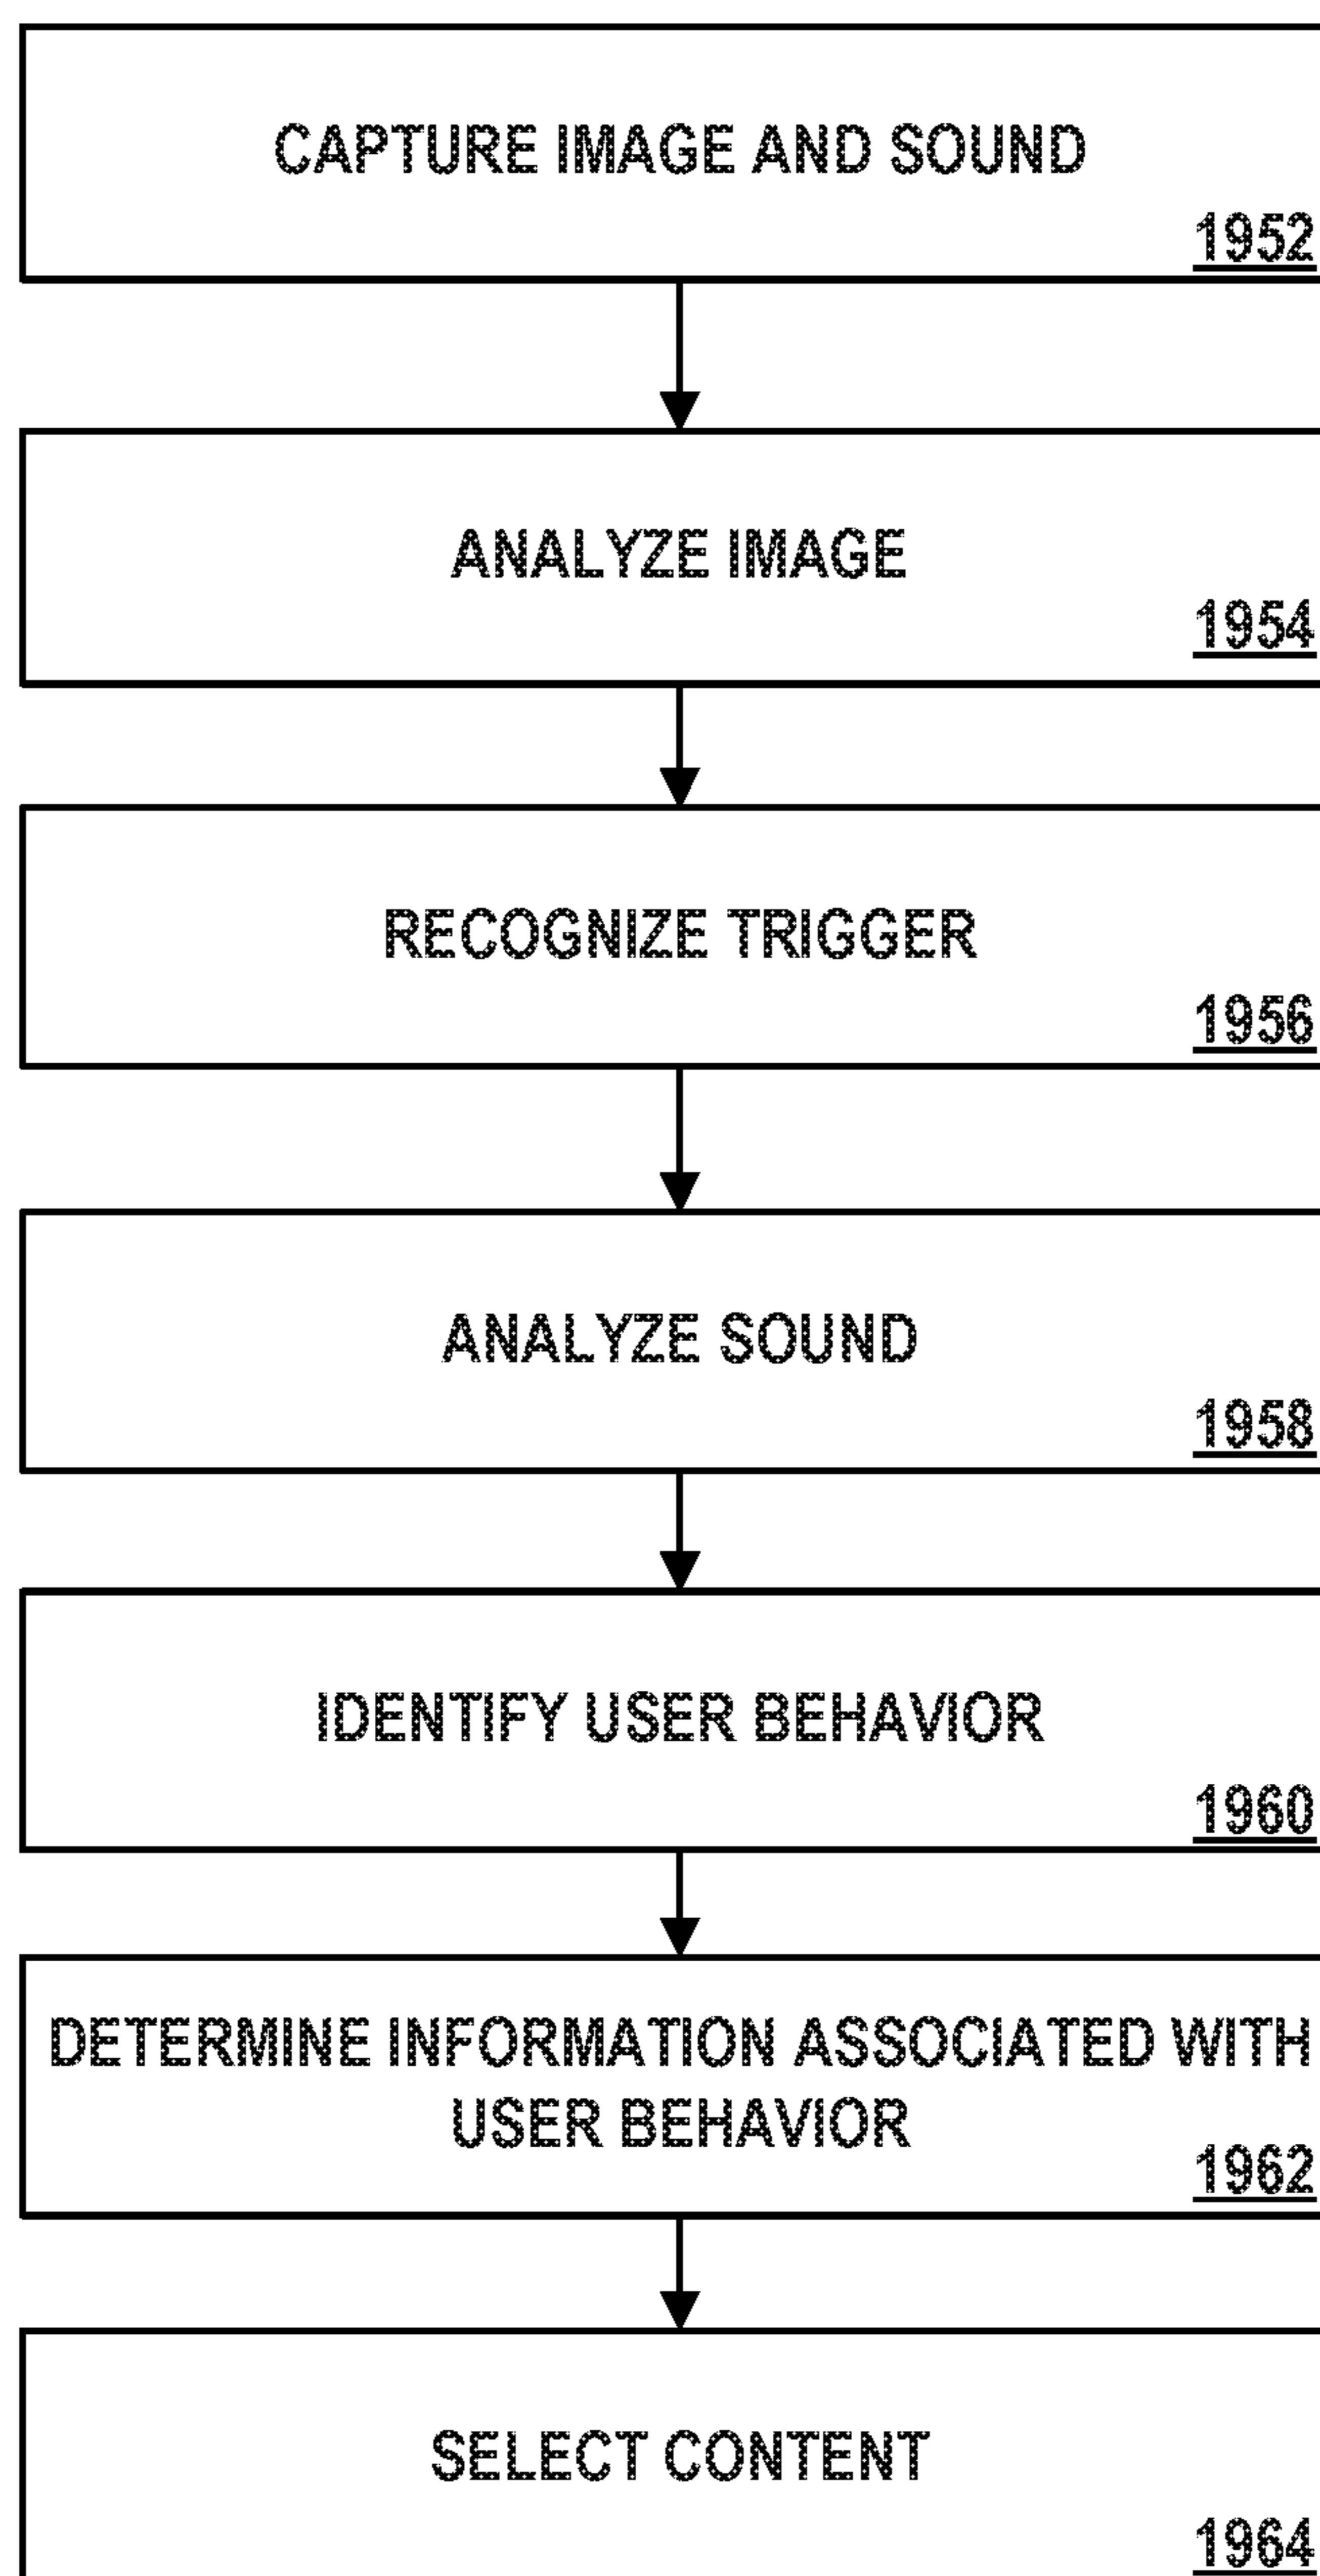 CAPTURE IMAGE AND SOUND
1952
ANALYZE IMAGE
1954
RECOGNIZE TRIGGER
1956
ANALYZE SOUND
1958
IDENTIFY USER BEHAVIOR
1960
DETERMINE INFORMATION ASSOCIATED WITH
USER BEHAVIOR
1962
SELECT CONTENT
1964